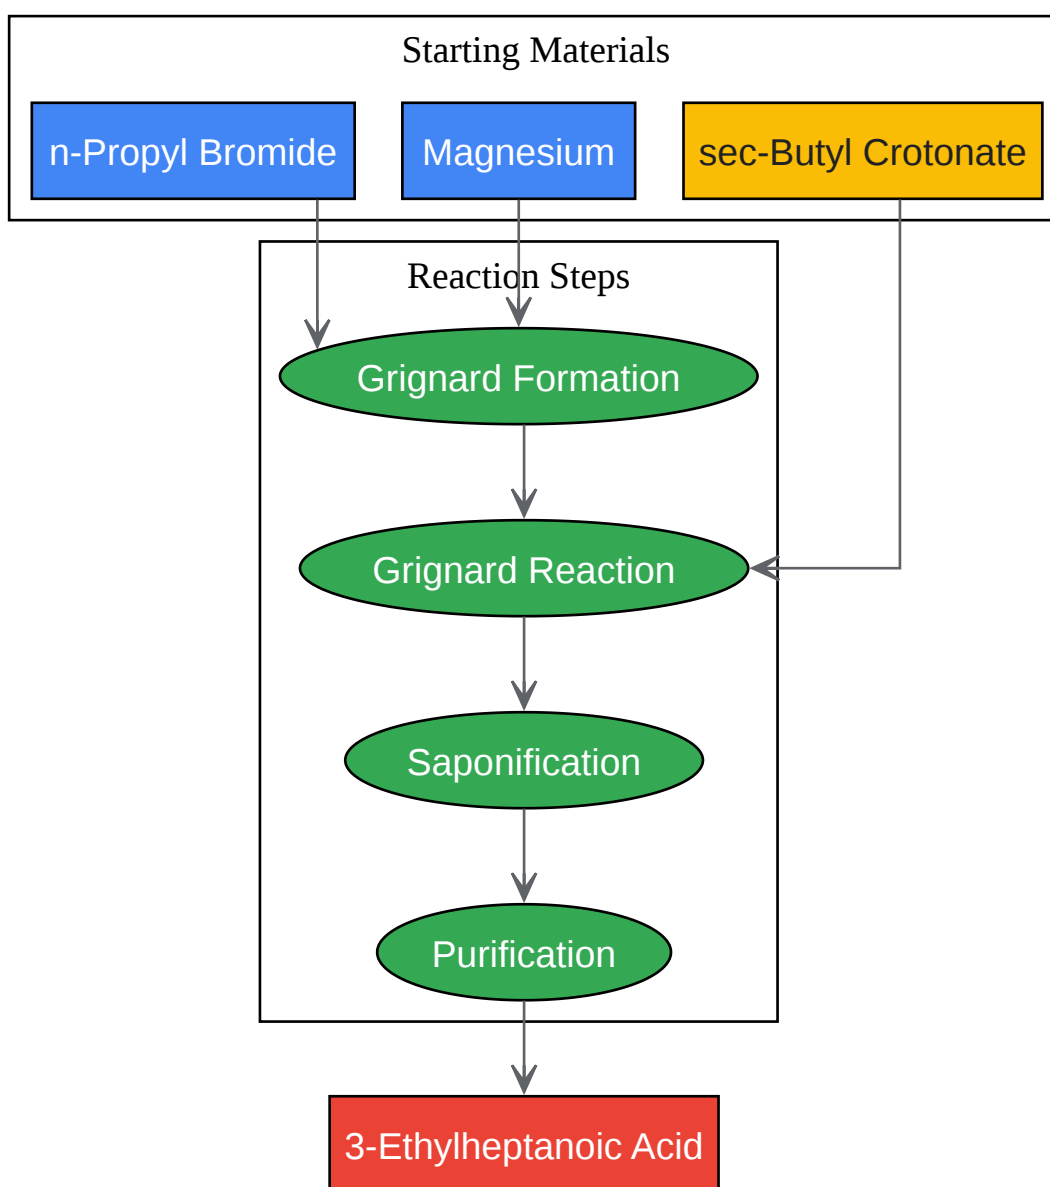 Starting Materials
n-Propyl Bromide
Magnesium
sec-Butyl Crotonate
Reaction Steps
Grignard Formation
Grignard Reaction
Saponification
Purification
3-Ethylheptanoic Acid